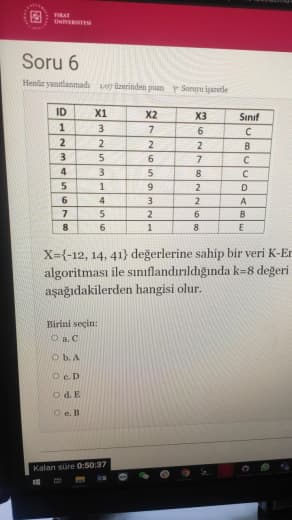 FIRAT
ÜNİVERSİTESİ
Soru 6
Henüz yanıtlanmadı 1,07 üzerinden puan Soruyu işaretle
ID X1 X2 X3 Sınıf
1 3 7 6 C
2 2 2 2 B
3 5 6 7 C
4 3 5 8 C
5 1 9 2 D
6 4 3 2 A
7 5 2 6 B
8 6 1 8 E
X={-12, 14, 41} değerlerine sahip bir veri K-En
algoritması ile sınıflandırıldığında k=8 değeri
aşağıdakilerden hangisi olur.
Birini seçin:
a. C
b. A
c. D
d. E
e. B
Kalan süre 0:50:37